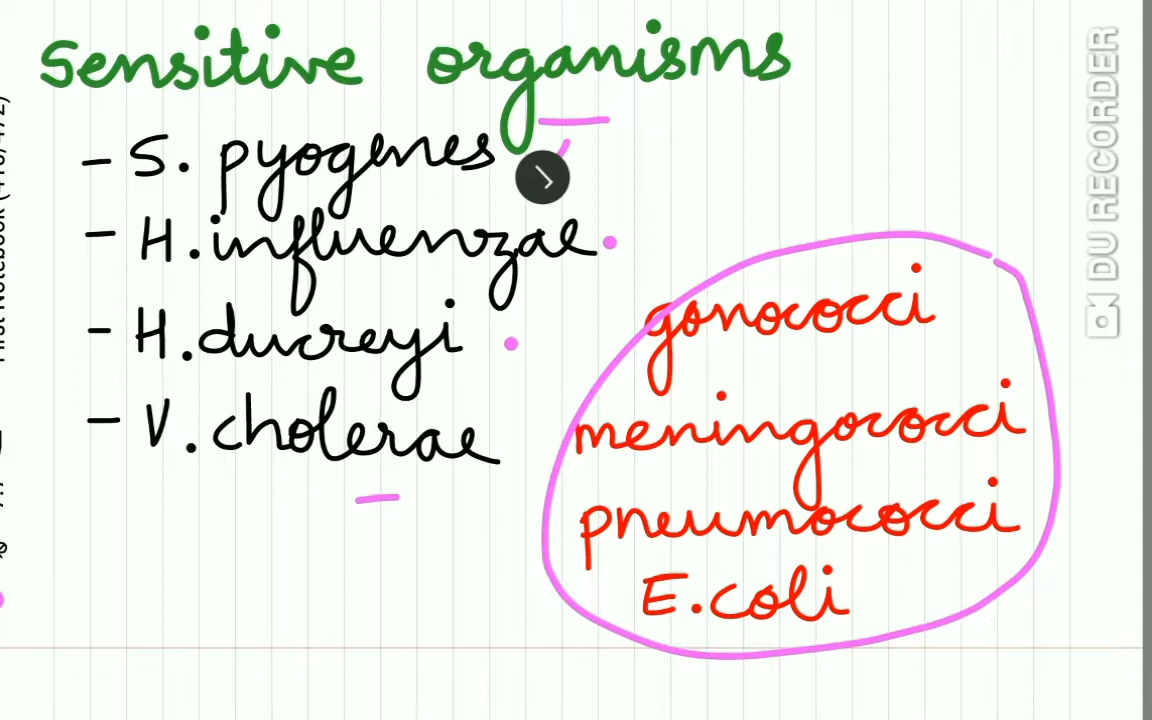 Sensitive organisms
- S. pyogenes
- H. influenzae
- H. ducreyi
- V. cholerae
gonococci
meningococci
pneumococci
E. coli
DU RECORDER